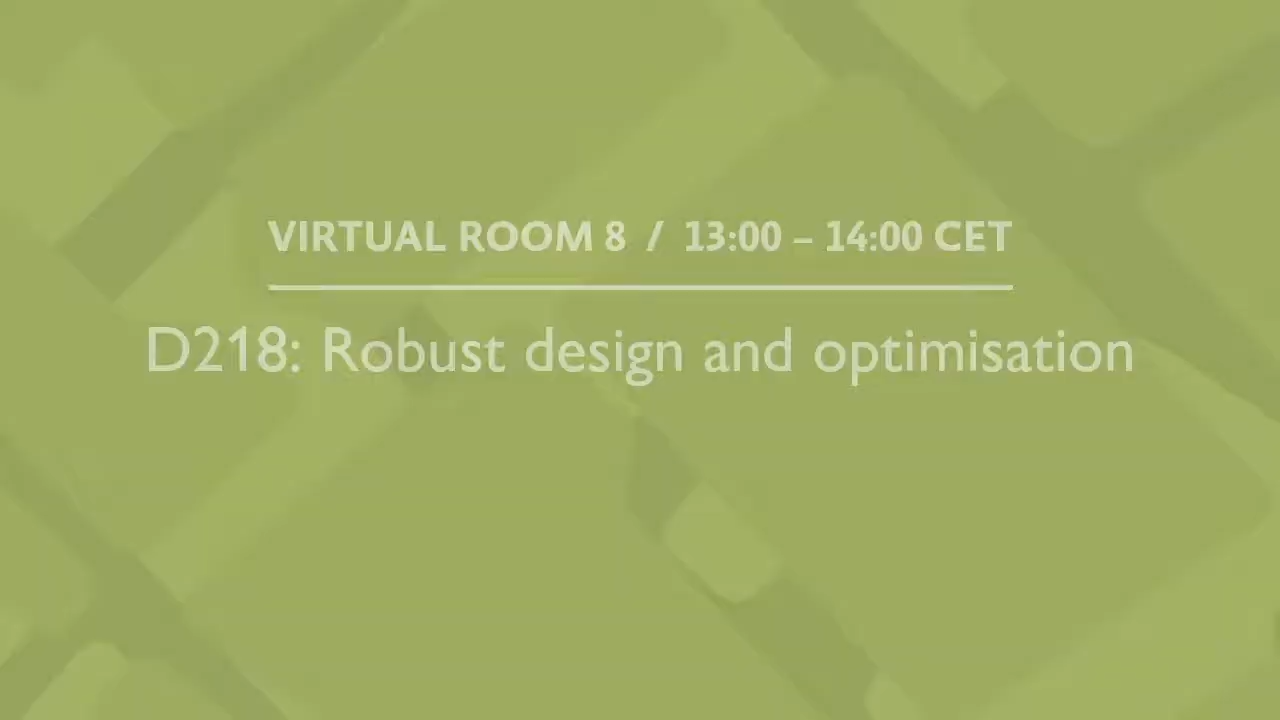 VIRTUAL ROOM 8 / 13:00 – 14:00 CET
D218: Robust design and optimisation